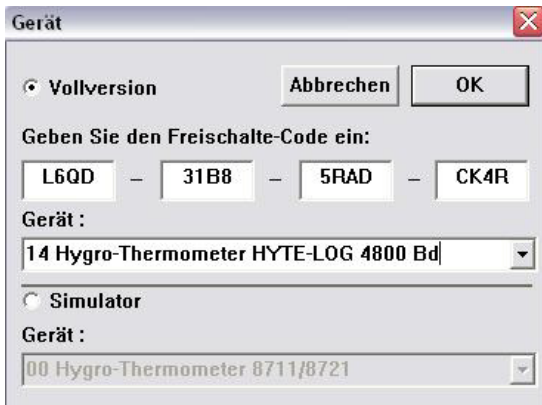 Gerät
Vollversion
Abbrechen
OK
Geben Sie den Freischalte-Code ein:
L6QD – 31B8 – 5RAD – CK4R
Gerät :
14 Hygro-Thermometer HYTE-LOG 4800 Bd
Simulator
Gerät :
00 Hygro-Thermometer 8711/8721